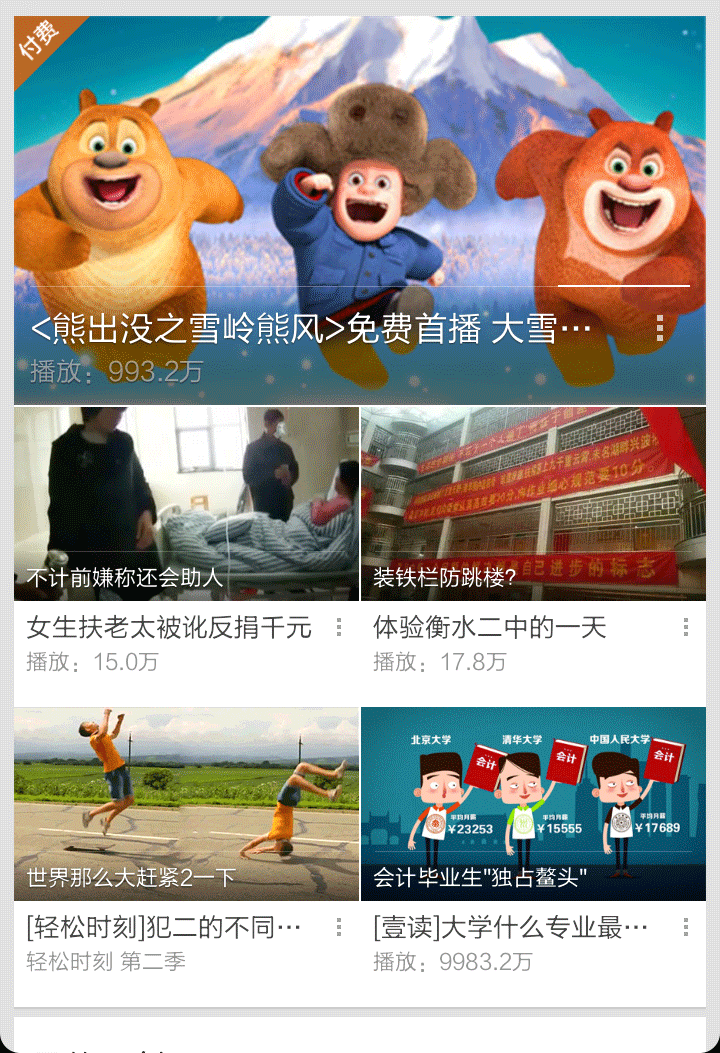 付费
<熊出没之雪岭熊风>免费首播 大雪…
播放：993.2万
不计前嫌称还会助人
装铁栏防跳楼?
自己进步的标志
女生扶老太被讹反捐千元
体验衡水二中的一天
播放：15.0万
播放：17.8万
北京大学
清华大学
中国人民大学
会计
会计
会计
平均月薪
¥23253
平均月薪
¥15555
平均月薪
¥17689
世界那么大赶紧2一下
会计毕业生"独占鳌头"
[轻松时刻]犯二的不同…
[壹读]大学什么专业最…
轻松时刻 第二季
播放：9983.2万